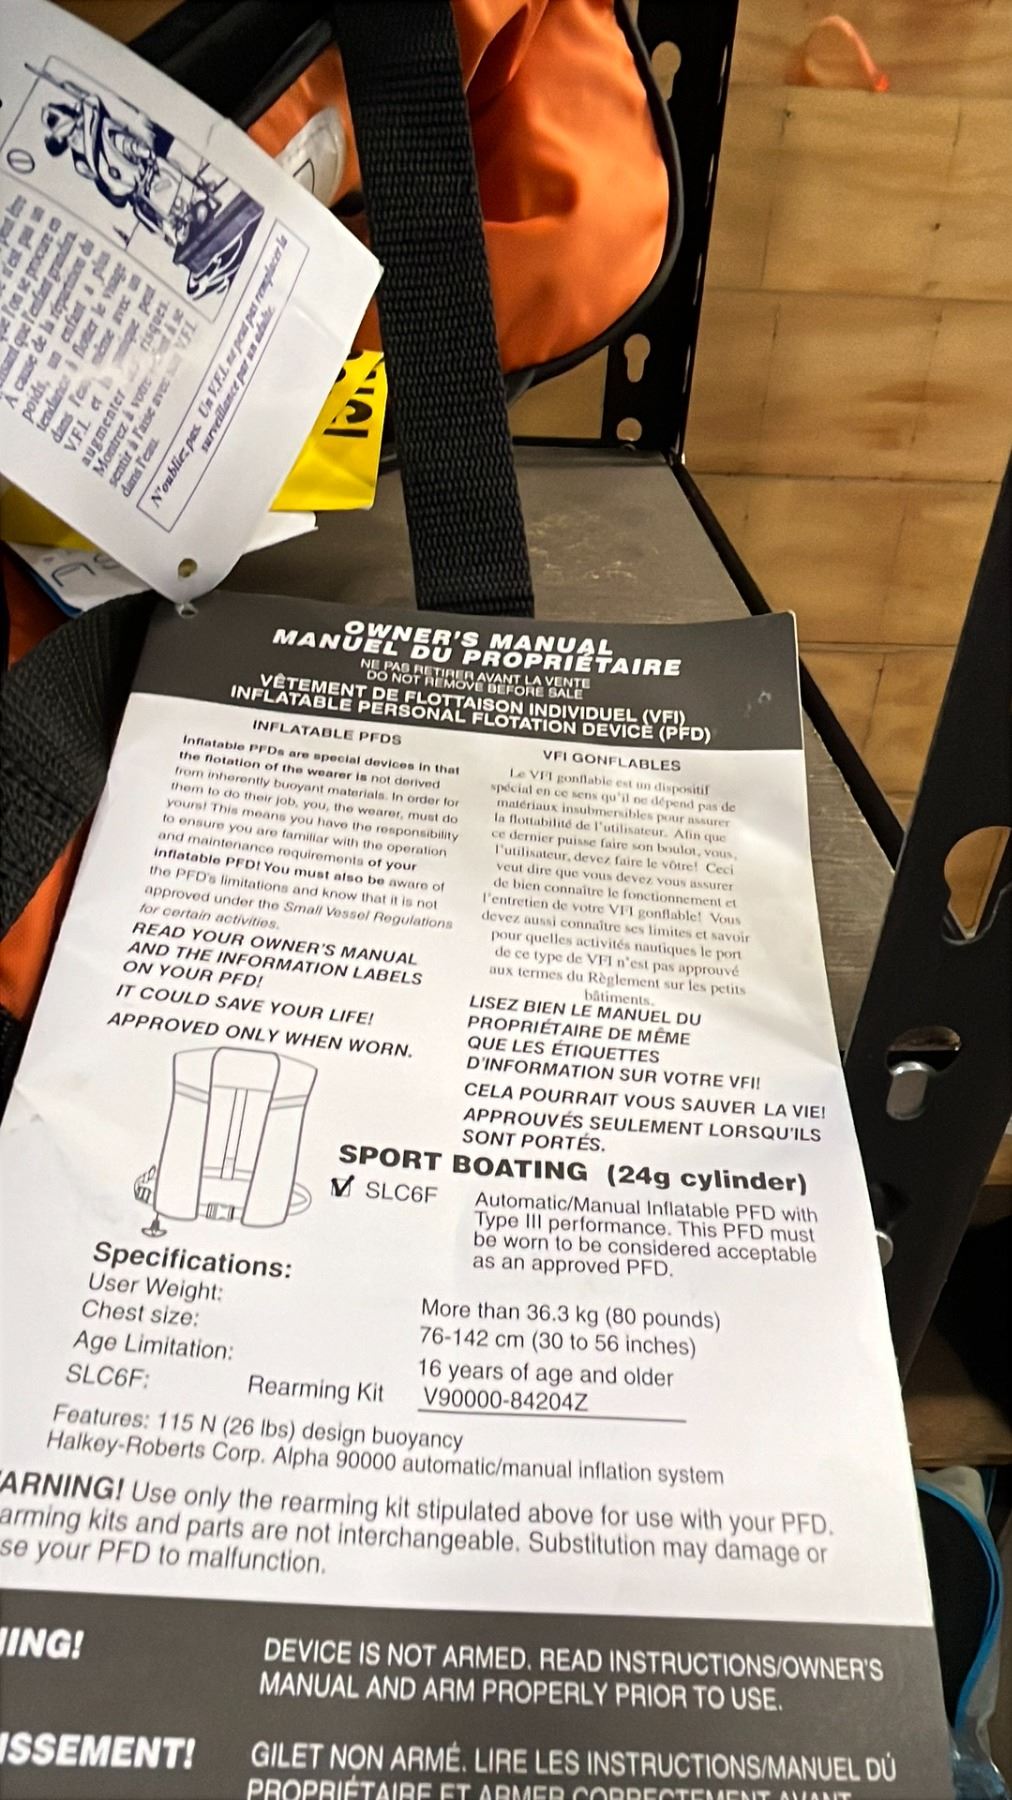 N'oubliez pas. Un V.F.I. ne peut pas remplacer la
surveillance par un adulte.
OWNER'S MANUAL
MANUEL DU PROPRIÉTAIRE
NE PAS RETIRER AVANT LA VENTE
DO NOT REMOVE BEFORE SALE
VÊTEMENT DE FLOTTAISON INDIVIDUEL (VFI)
INFLATABLE PERSONAL FLOTATION DEVICE (PFD)
INFLATABLE PFDS
Inflatable PFDs are special devices in that
the flotation of the wearer is not derived
from inherently buoyant materials. In order for
them to do their job, you, the wearer, must do
yours! This means you have the responsibility
to ensure you are familiar with the operation
and maintenance requirements of your
inflatable PFD! You must also be aware of
the PFD's limitations and know that it is not
approved under the Small Vessel Regulations
for certain activities.
READ YOUR OWNER'S MANUAL
AND THE INFORMATION LABELS
ON YOUR PFD!
IT COULD SAVE YOUR LIFE!
APPROVED ONLY WHEN WORN.
VFI GONFLABLES
Le VFI gonflable est un dispositif
spécial en ce sens qu'il ne dépend pas de
matériaux insubmersibles pour assurer
la flottabilité de l'utilisateur. Afin que
ce dernier puisse faire son boulot, vous,
l'utilisateur, devez faire le vôtre! Ceci
veut dire que vous devez vous assurer
de bien connaître le fonctionnement et
l'entretien de votre VFI gonflable! Vous
devez aussi connaître ses limites et savoir
pour quelles activités nautiques le port
de ce type de VFI n'est pas approuvé
aux termes du Règlement sur les petits
bâtiments.
LISEZ BIEN LE MANUEL DU
PROPRIÉTAIRE DE MÊME
QUE LES ÉTIQUETTES
D'INFORMATION SUR VOTRE VFI!
CELA POURRAIT VOUS SAUVER LA VIE!
APPROUVÉS SEULEMENT LORSQU'ILS
SONT PORTÉS.
SPORT BOATING (24g cylinder)
SLC6F
Automatic/Manual Inflatable PFD with
Type III performance. This PFD must
be worn to be considered acceptable
as an approved PFD.
Specifications:
User Weight: More than 36.3 kg (80 pounds)
Chest size: 76-142 cm (30 to 56 inches)
Age Limitation: 16 years of age and older
SLC6F: Rearming Kit V90000-84204Z
Features: 115 N (26 lbs) design buoyancy
Halkey-Roberts Corp. Alpha 90000 automatic/manual inflation system
ARNING! Use only the rearming kit stipulated above for use with your PFD.
arming kits and parts are not interchangeable. Substitution may damage or
se your PFD to malfunction.
ING! DEVICE IS NOT ARMED. READ INSTRUCTIONS/OWNER'S
MANUAL AND ARM PROPERLY PRIOR TO USE.
ISSEMENT! GILET NON ARMÉ. LIRE LES INSTRUCTIONS/MANUEL DÚ
PROPRIÉTAIRE ET ARMER CORRECTEMENT AVANT